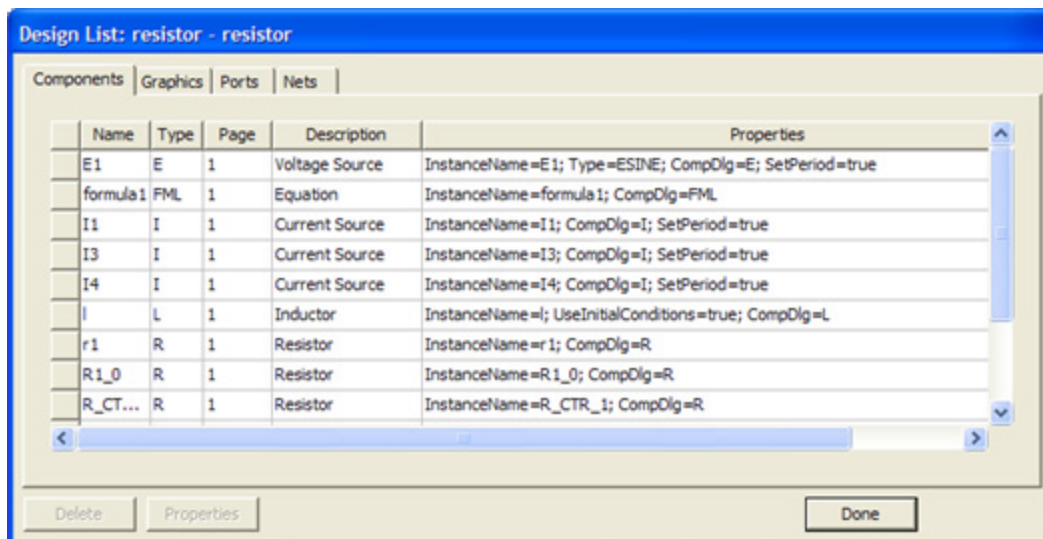 Design List: resistor - resistor
Components Graphics Ports Nets
Name Type Page Description Properties
E1 E 1 Voltage Source InstanceName=E1; Type=ESINE; CompDlg=E; SetPeriod=true
formula1 FML 1 Equation InstanceName=formula1; CompDlg=FML
I1 I 1 Current Source InstanceName=I1; CompDlg=I; SetPeriod=true
I3 I 1 Current Source InstanceName=I3; CompDlg=I; SetPeriod=true
I4 I 1 Current Source InstanceName=I4; CompDlg=I; SetPeriod=true
l L 1 Inductor InstanceName=l; UseInitialConditions=true; CompDlg=L
r1 R 1 Resistor InstanceName=r1; CompDlg=R
R1_0 R 1 Resistor InstanceName=R1_0; CompDlg=R
R_CT... R 1 Resistor InstanceName=R_CTR_1; CompDlg=R
Delete Properties Done